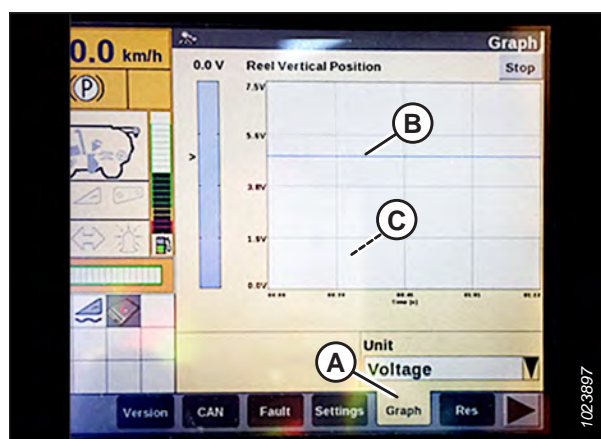 Graph
0.0 km/h
0.0 V
Reel Vertical Position
Stop
(P)
7.5V
B
5.6V
>
3.8V
C
1.9V
0.0V
Time (s)
Unit
A
Voltage
Version
CAN
Fault
Settings
Graph
Res
1023897